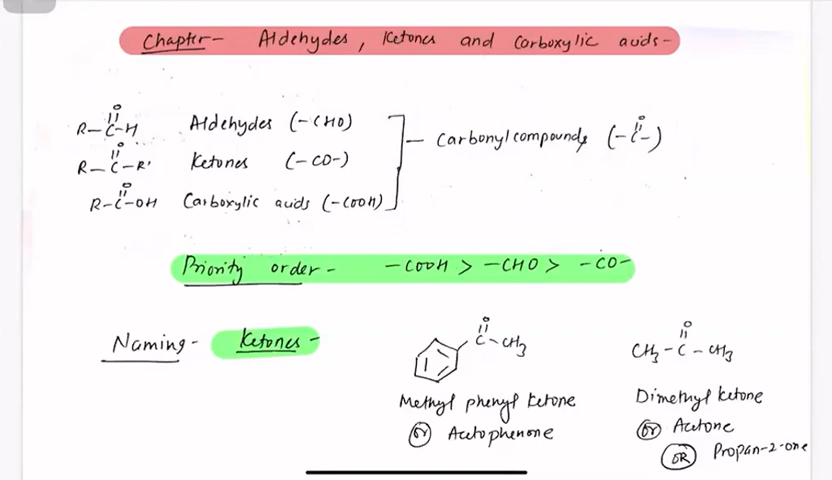 Chapter- Aldehydes, Ketones and Carboxylic acids-
R-C(=O)-H Aldehydes (-CHO)
R-C(=O)-R' Ketones (-CO-)
R-C(=O)-OH Carboxylic acids (-COOH)
- Carbonyl compounds (-C(=O)-)
Priority order- -COOH > -CHO > -CO-
Naming- Ketones-
C(=O)-CH3
Methyl phenyl ketone
OR Acetophenone
CH3-C(=O)-CH3
Dimethyl ketone
OR Acetone
OR Propan-2-one